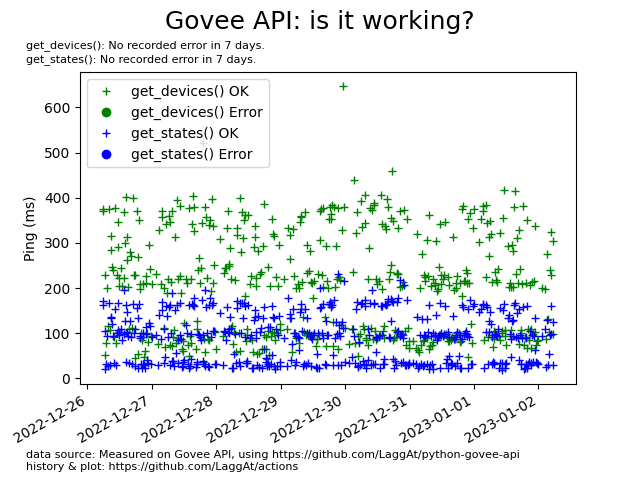 Govee API: is it working?
get_devices(): No recorded error in 7 days.
get_states(): No recorded error in 7 days.
get_devices() OK
get_devices() Error
get_states() OK
get_states() Error
Ping (ms)
600
500
400
300
200
100
0
2022-12-26
2022-12-27
2022-12-28
2022-12-29
2022-12-30
2022-12-31
2023-01-01
2023-01-02
data source: Measured on Govee API, using https://github.com/LaggAt/python-govee-api
history & plot: https://github.com/LaggAt/actions